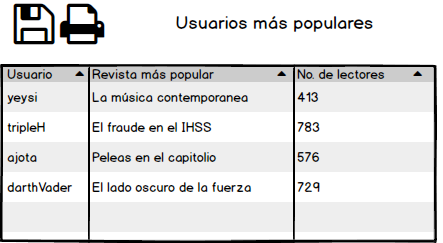 Usuarios más populares
Usuario Revista más popular No. de lectores
yeysi La música contemporanea 413
tripleH El fraude en el IHSS 783
ajota Peleas en el capitolio 576
darthVader El lado oscuro de la fuerza 729